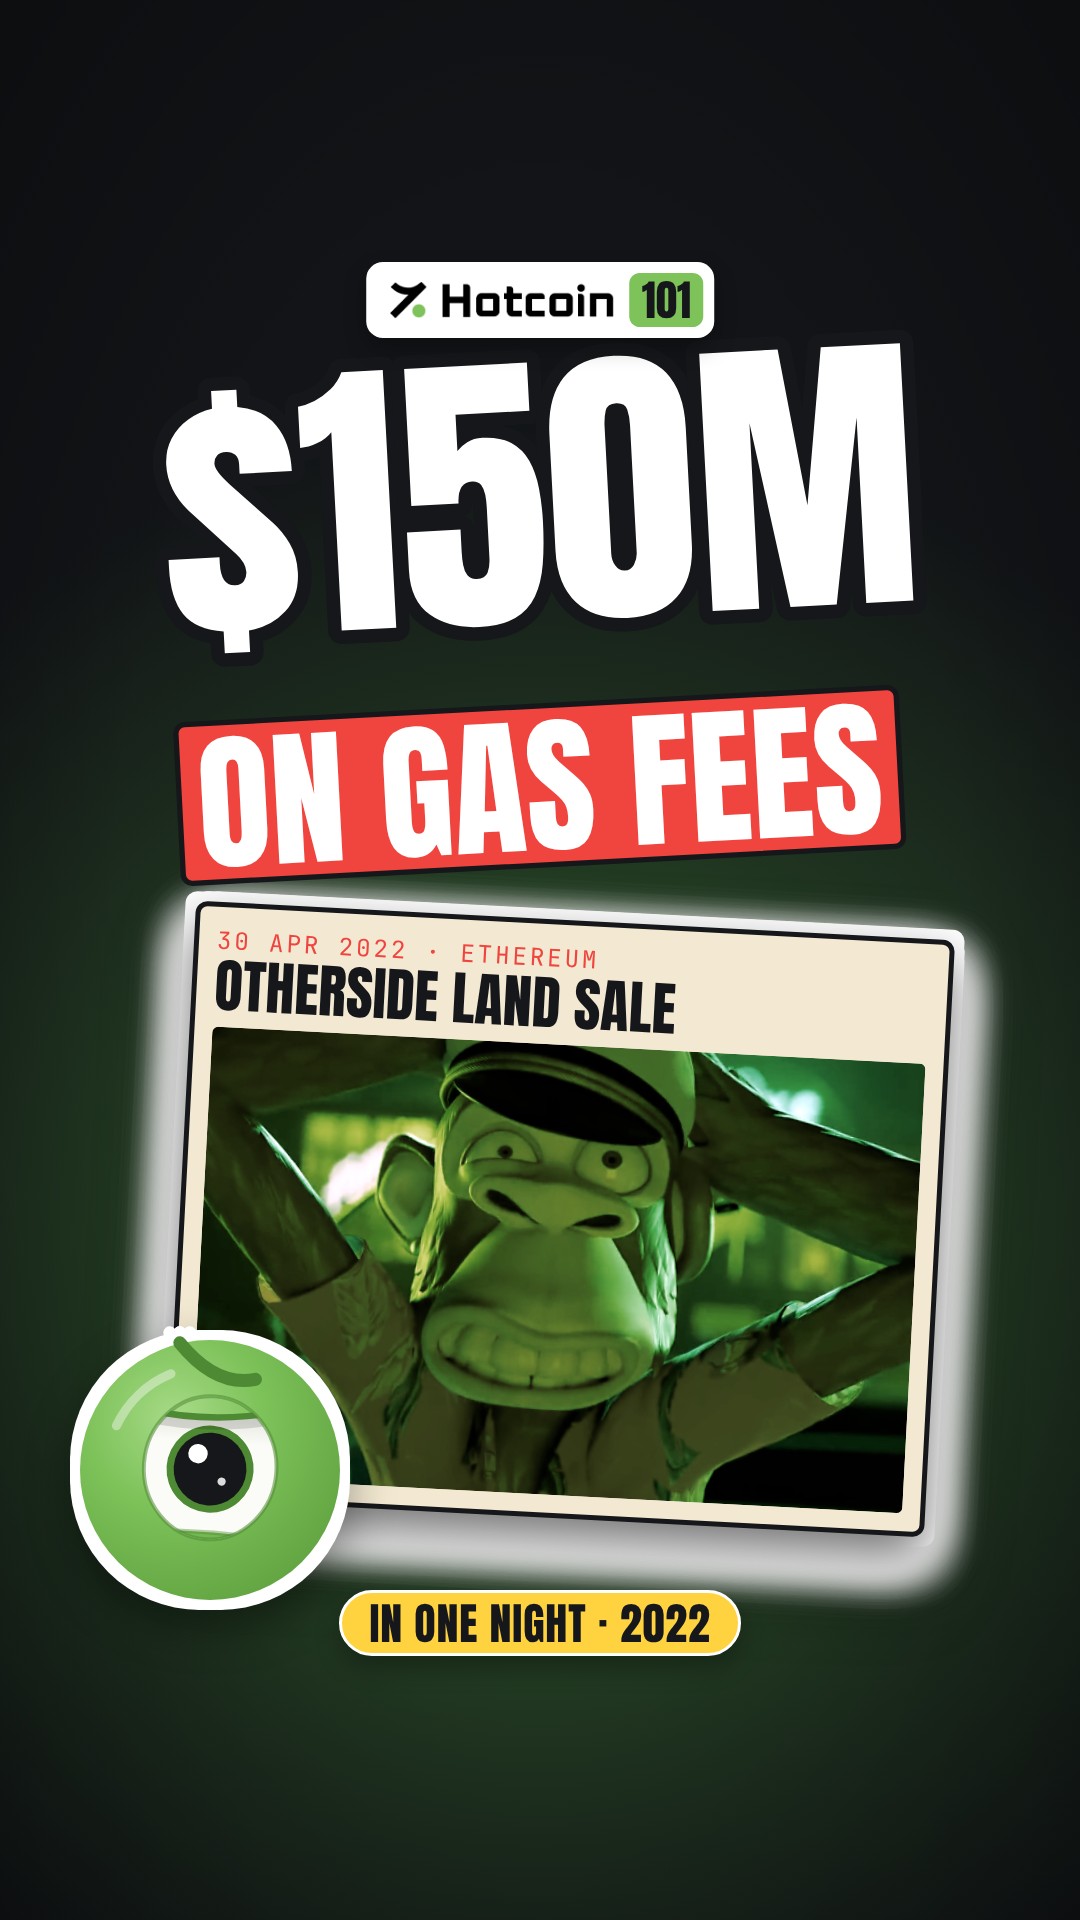 Hotcoin 101
$150M
ON GAS FEES
30 APR 2022 · ETHEREUM
OTHERSIDE LAND SALE
IN ONE NIGHT · 2022